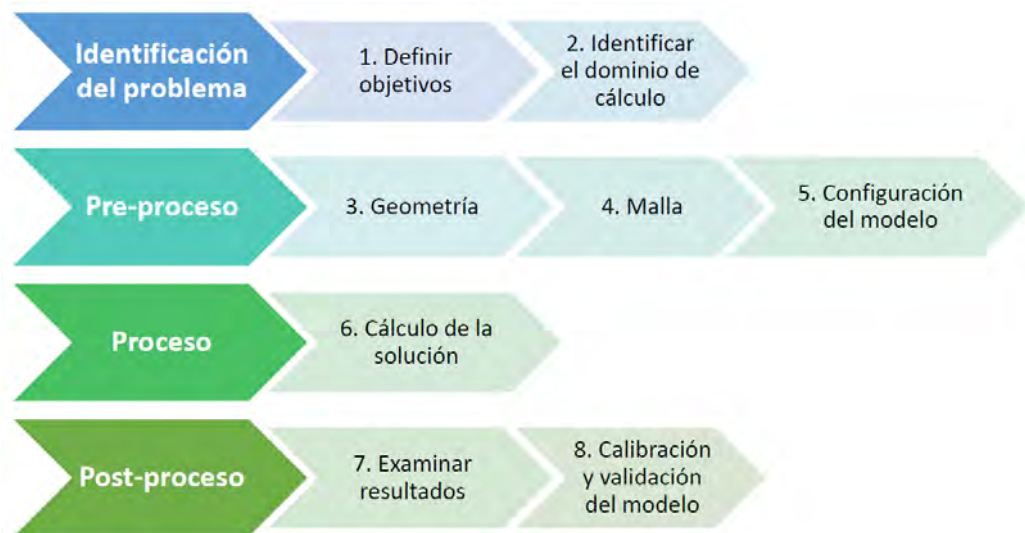 Identificación
del problema
1. Definir
objetivos
2. Identificar
el dominio de
cálculo
Pre-proceso
3. Geometría
4. Malla
5. Configuración
del modelo
Proceso
6. Cálculo de la
solución
Post-proceso
7. Examinar
resultados
8. Calibración
y validación
del modelo